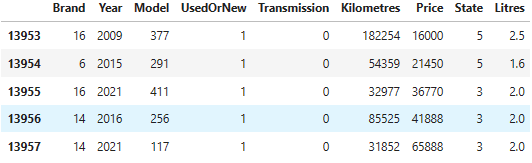 Brand Year Model UsedOrNew Transmission Kilometres Price State Litres
13953 16 2009 377 1 0 182254 16000 5 2.5
13954 6 2015 291 1 0 54359 21450 5 1.6
13955 16 2021 411 1 0 32977 36770 3 2.0
13956 14 2016 256 1 0 85525 41888 3 2.0
13957 14 2021 117 1 0 31852 65888 3 2.0